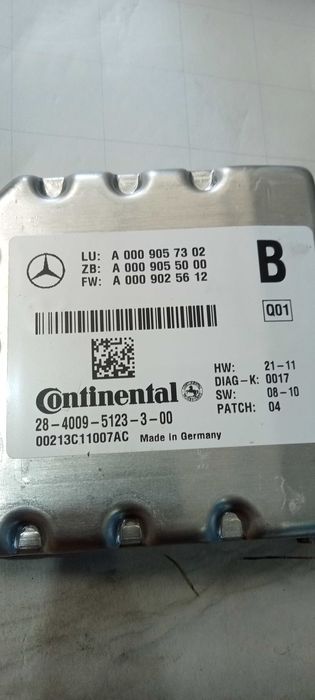 LU: A 000 905 73 02
ZB: A 000 905 50 00
FW: A 000 902 56 12
B
Q01
HW: 21-11
DIAG-K: 0017
SW: 08-10
PATCH: 04
Continental
28-4009-5123-3-00
00213C11007AC Made in Germany